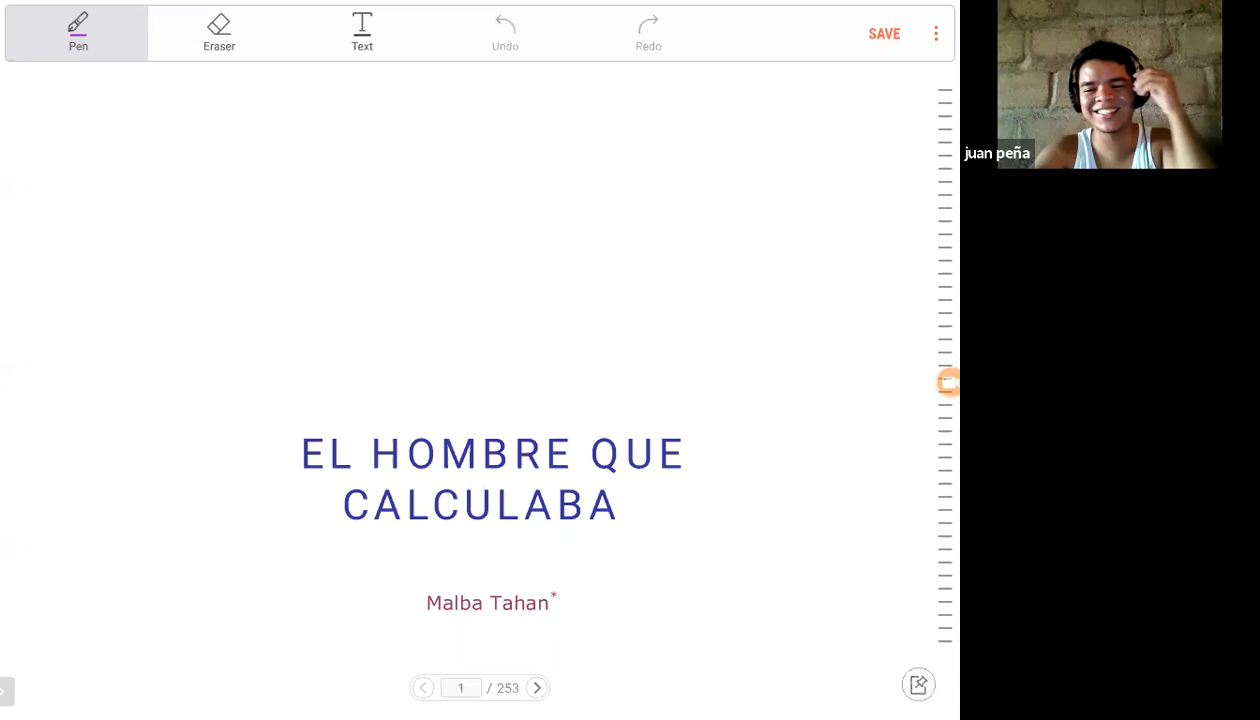 Pen
Eraser
Text
Undo
Redo
SAVE
juan peña
EL HOMBRE QUE
CALCULABA
Malba Tahan*
1 / 253